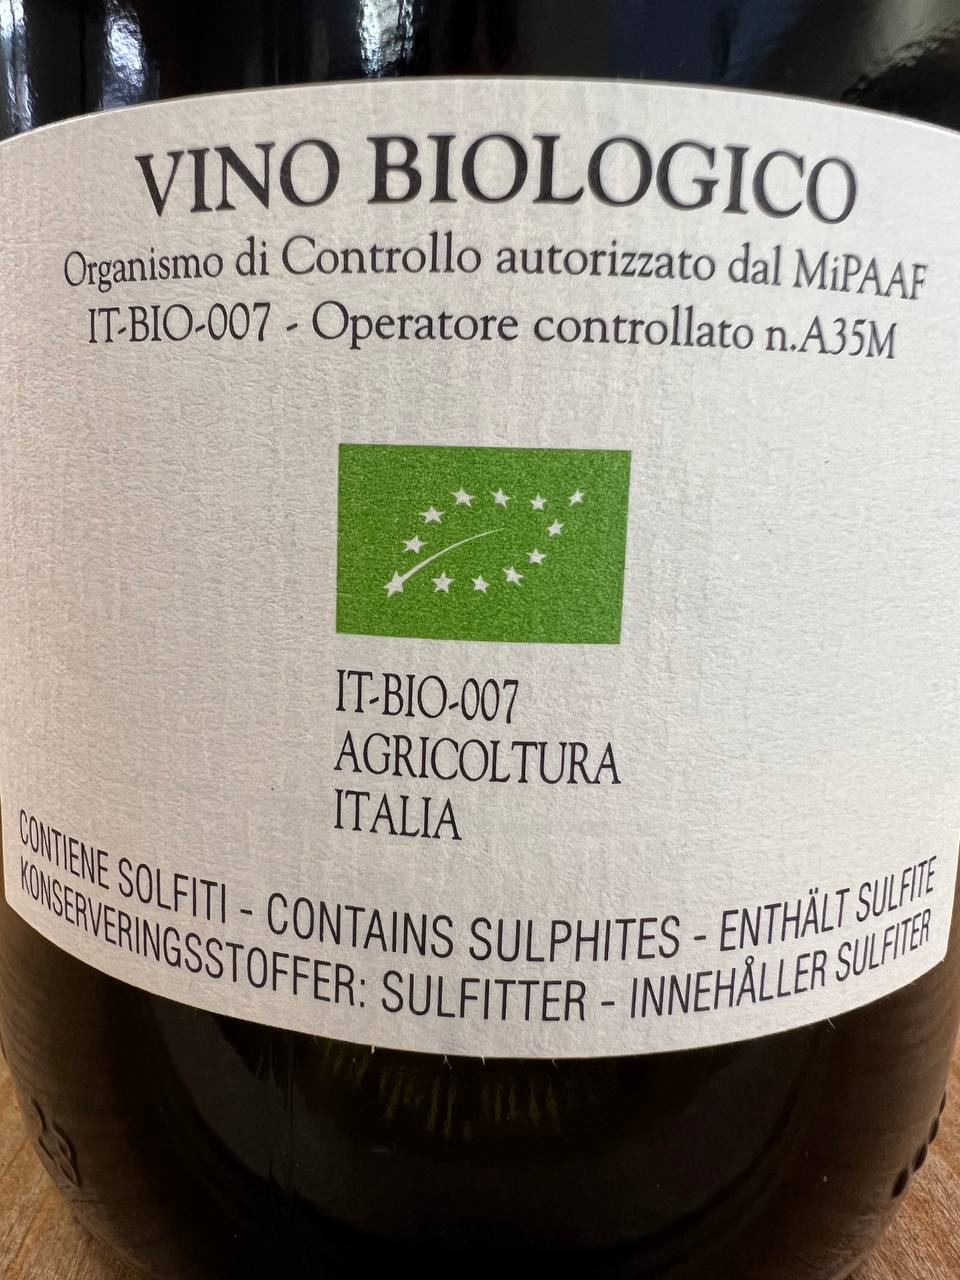 VINO BIOLOGICO
Organismo di Controllo autorizzato dal MiPAAF
IT-BIO-007 - Operatore controllato n.A35M
IT-BIO-007
AGRICOLTURA
ITALIA
CONTIENE SOLFITI - CONTAINS SULPHITES - ENTHÄLT SULFITE
KONSERVERINGSSTOFFER: SULFITTER - INNEHÅLLER SULFITER